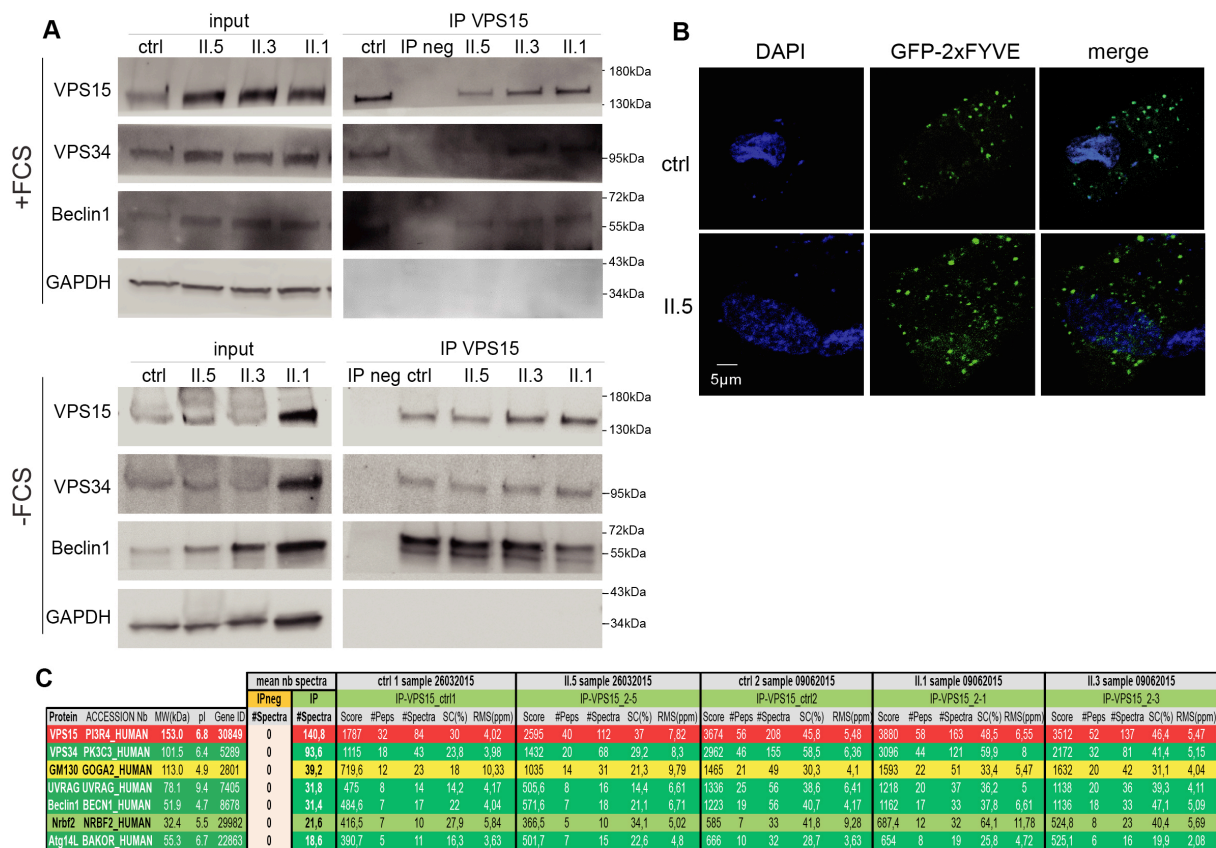 A
input
IP VPS15
ctrl II.5 II.3 II.1
ctrl IP neg II.5 II.3 II.1
+FCS
VPS15
180kDa
130kDa
VPS34
95kDa
Beclin1
72kDa
55kDa
GAPDH
43kDa
34kDa
input
IP VPS15
ctrl II.5 II.3 II.1
IP neg ctrl II.5 II.3 II.1
-FCS
VPS15
180kDa
130kDa
VPS34
95kDa
Beclin1
72kDa
55kDa
GAPDH
43kDa
34kDa
B
DAPI GFP-2xFYVE merge
ctrl
II.5
5µm
C
mean nb spectra ctrl 1 sample 26032015 II.5 sample 26032015 ctrl 2 sample 09062015 II.1 sample 09062015 II.3 sample 09062015
IPneg IP IP-VPS15_ctrl1 IP-VPS15_2-5 IP-VPS15_ctrl2 IP-VPS15_2-1 IP-VPS15_2-3
Protein ACCESSION Nb MW(kDa) pI Gene ID #Spectra #Spectra Score #Peps #Spectra SC(%) RMS(ppm) Score #Peps #Spectra SC(%) RMS(ppm) Score #Peps #Spectra SC(%) RMS(ppm) Score #Peps #Spectra SC(%) RMS(ppm) Score #Peps #Spectra SC(%) RMS(ppm)
VPS15 PI3R4_HUMAN 153.0 6.8 30849 0 140,8 1787 32 84 30 4,02 2595 40 112 37 7,82 3674 56 208 45,8 5,48 3880 58 163 48,5 6,55 3512 52 137 46,4 5,47
VPS34 PK3C3_HUMAN 101.5 6.4 5289 0 93,6 1115 18 43 23,8 3,98 1432 20 68 29,2 8,3 2962 46 155 58,5 6,36 3096 44 121 59,9 8 2172 32 81 41,4 5,15
GM130 GOGA2_HUMAN 113.0 4.9 2801 0 39,2 719,6 12 23 18 10,33 1035 14 31 21,3 9,79 1465 21 49 30,3 4,1 1593 22 51 33,4 5,47 1632 20 42 31,1 4,04
UVRAG UVRAG_HUMAN 78.1 9.4 7405 0 31,8 475 8 14 14,2 4,17 505,6 8 16 14,4 6,61 1336 25 56 38,6 6,41 1218 20 37 36,2 5 1138 20 36 39,3 4,11
Beclin1 BECN1_HUMAN 51.9 4.7 8678 0 31,4 484,6 7 17 22 4,04 571,6 7 18 21,1 6,71 1223 19 56 40,7 4,17 1162 17 33 37,8 6,61 1136 18 33 47,1 5,09
Nrbf2 NRBF2_HUMAN 32.4 5.5 29982 0 21,6 416,5 7 10 27,9 5,84 366,5 5 10 34,1 5,02 585 7 33 41,8 9,28 687,4 12 32 64,1 11,78 524,8 8 23 40,4 5,69
Atg14L BAKOR_HUMAN 55.3 6.7 22863 0 18,6 390,7 5 11 16,3 3,63 501,7 7 15 22,6 4,8 666 10 32 28,7 3,63 654 8 19 25,8 4,72 525,1 6 16 19,9 2,08